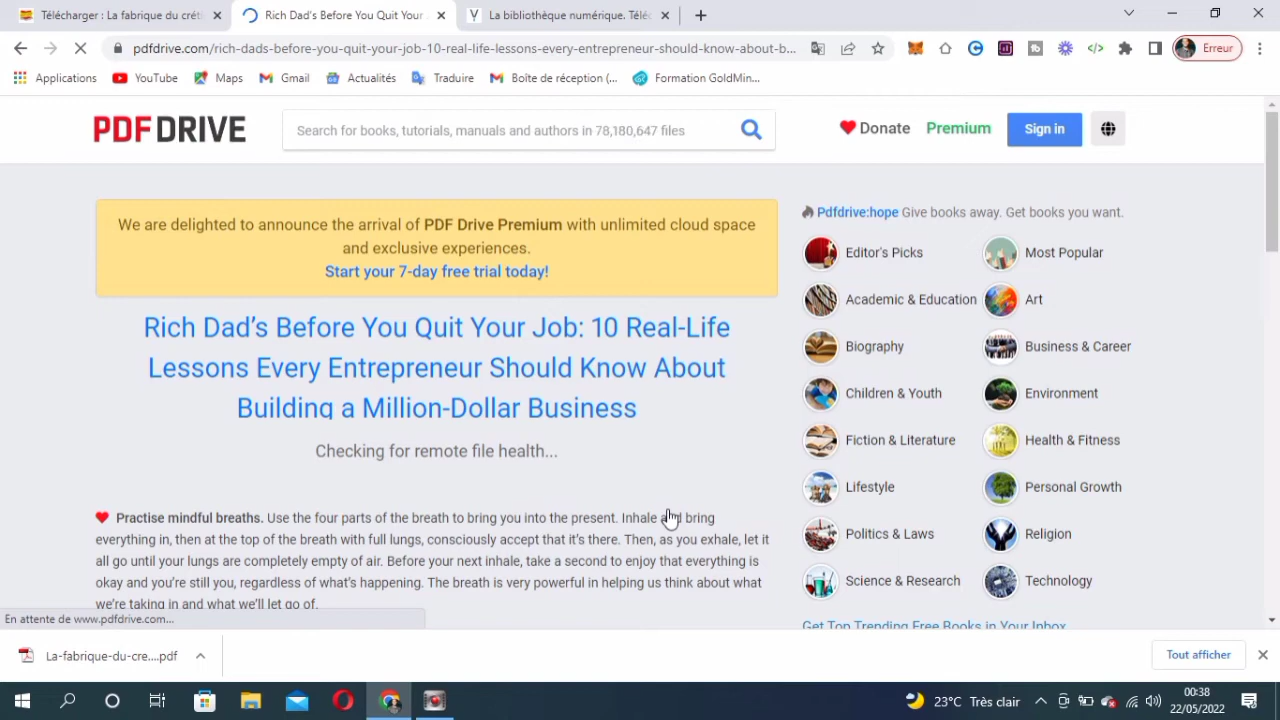 Télécharger : La fabrique du créti
Rich Dad's Before You Quit Your
La bibliothèque numérique. Téléc
pdfdrive.com/rich-dads-before-you-quit-your-job-10-real-life-lessons-every-entrepreneur-should-know-about-b...
Erreur
Applications
YouTube
Maps
Gmail
Actualités
Traduire
Boîte de réception (...
Formation GoldMin...
PDF DRIVE
Search for books, tutorials, manuals and authors in 78,180,647 files
Donate
Premium
Sign in
We are delighted to announce the arrival of PDF Drive Premium with unlimited cloud space
and exclusive experiences.
Start your 7-day free trial today!
Rich Dad's Before You Quit Your Job: 10 Real-Life
Lessons Every Entrepreneur Should Know About
Building a Million-Dollar Business
Checking for remote file health...
Practise mindful breaths. Use the four parts of the breath to bring you into the present. Inhale and bring
everything in, then at the top of the breath with full lungs, consciously accept that it's there. Then, as you exhale, let it
all go until your lungs are completely empty of air. Before your next inhale, take a second to enjoy that everything is
okay and you're still you, regardless of what's happening. The breath is very powerful in helping us think about what
we're taking in and what we'll let go of.
Pdfdrive:hope Give books away. Get books you want.
Editor's Picks
Most Popular
Academic & Education
Art
Biography
Business & Career
Children & Youth
Environment
Fiction & Literature
Health & Fitness
Lifestyle
Personal Growth
Politics & Laws
Religion
Science & Research
Technology
Get Top Trending Free Books in Your Inbox
En attente de www.pdfdrive.com...
La-fabrique-du-cre....pdf
Tout afficher
23°C Très clair
00:38
22/05/2022